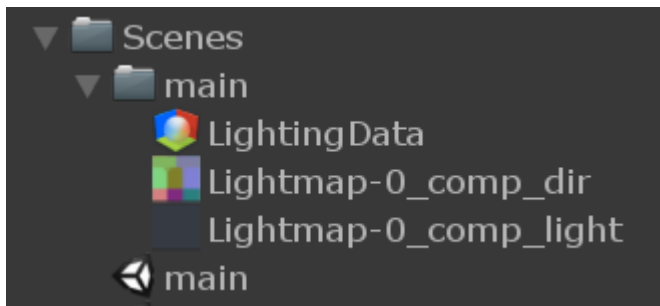 Scenes
main
LightingData
Lightmap-0_comp_dir
Lightmap-0_comp_light
main